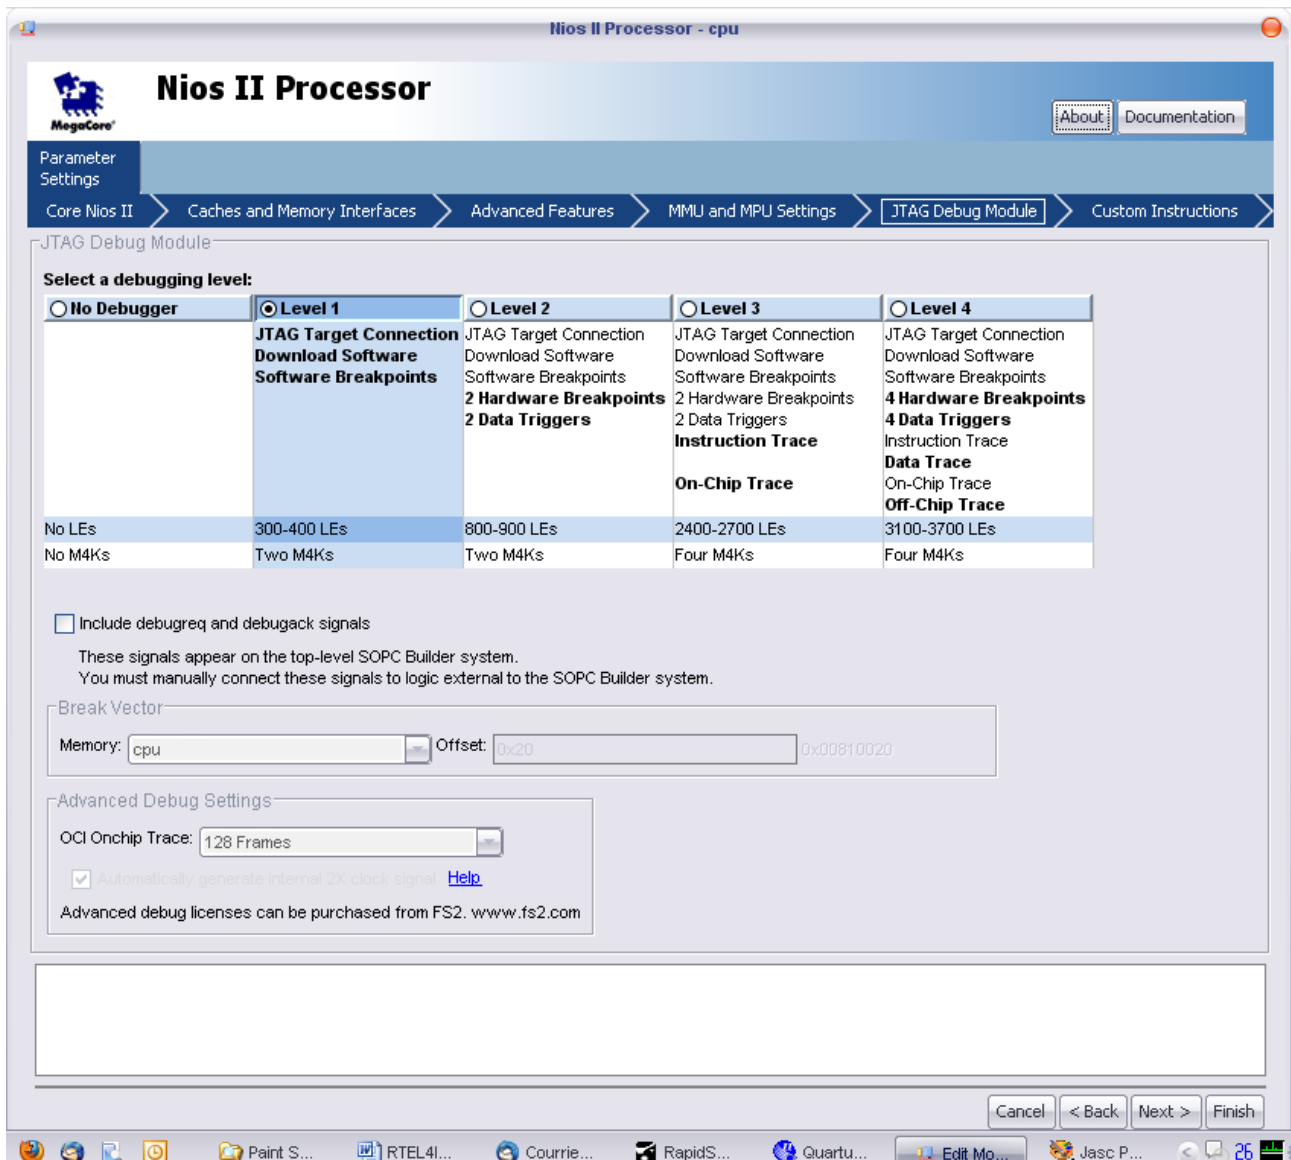 Nios II Processor - cpu
Nios II Processor
MegaCore®
About
Documentation
Parameter
Settings
Core Nios II
Caches and Memory Interfaces
Advanced Features
MMU and MPU Settings
JTAG Debug Module
Custom Instructions
JTAG Debug Module
Select a debugging level:
No Debugger
Level 1
Level 2
Level 3
Level 4
JTAG Target Connection
Download Software
Software Breakpoints
JTAG Target Connection
Download Software
Software Breakpoints
2 Hardware Breakpoints
2 Data Triggers
JTAG Target Connection
Download Software
Software Breakpoints
2 Hardware Breakpoints
2 Data Triggers
Instruction Trace
On-Chip Trace
JTAG Target Connection
Download Software
Software Breakpoints
4 Hardware Breakpoints
4 Data Triggers
Instruction Trace
Data Trace
On-Chip Trace
Off-Chip Trace
No LEs
300-400 LEs
800-900 LEs
2400-2700 LEs
3100-3700 LEs
No M4Ks
Two M4Ks
Two M4Ks
Four M4Ks
Four M4Ks
Include debugreq and debugack signals
These signals appear on the top-level SOPC Builder system.
You must manually connect these signals to logic external to the SOPC Builder system.
Break Vector
Memory: cpu
Offset: 0x20
0x00810020
Advanced Debug Settings
OCI Onchip Trace: 128 Frames
Automatically generate internal 2X clock signal Help
Advanced debug licenses can be purchased from FS2. www.fs2.com
Cancel
< Back
Next >
Finish
Paint S...
RTEL4I...
Courrie...
RapidS...
Quartu...
Edit Mo...
Jasc P...
26